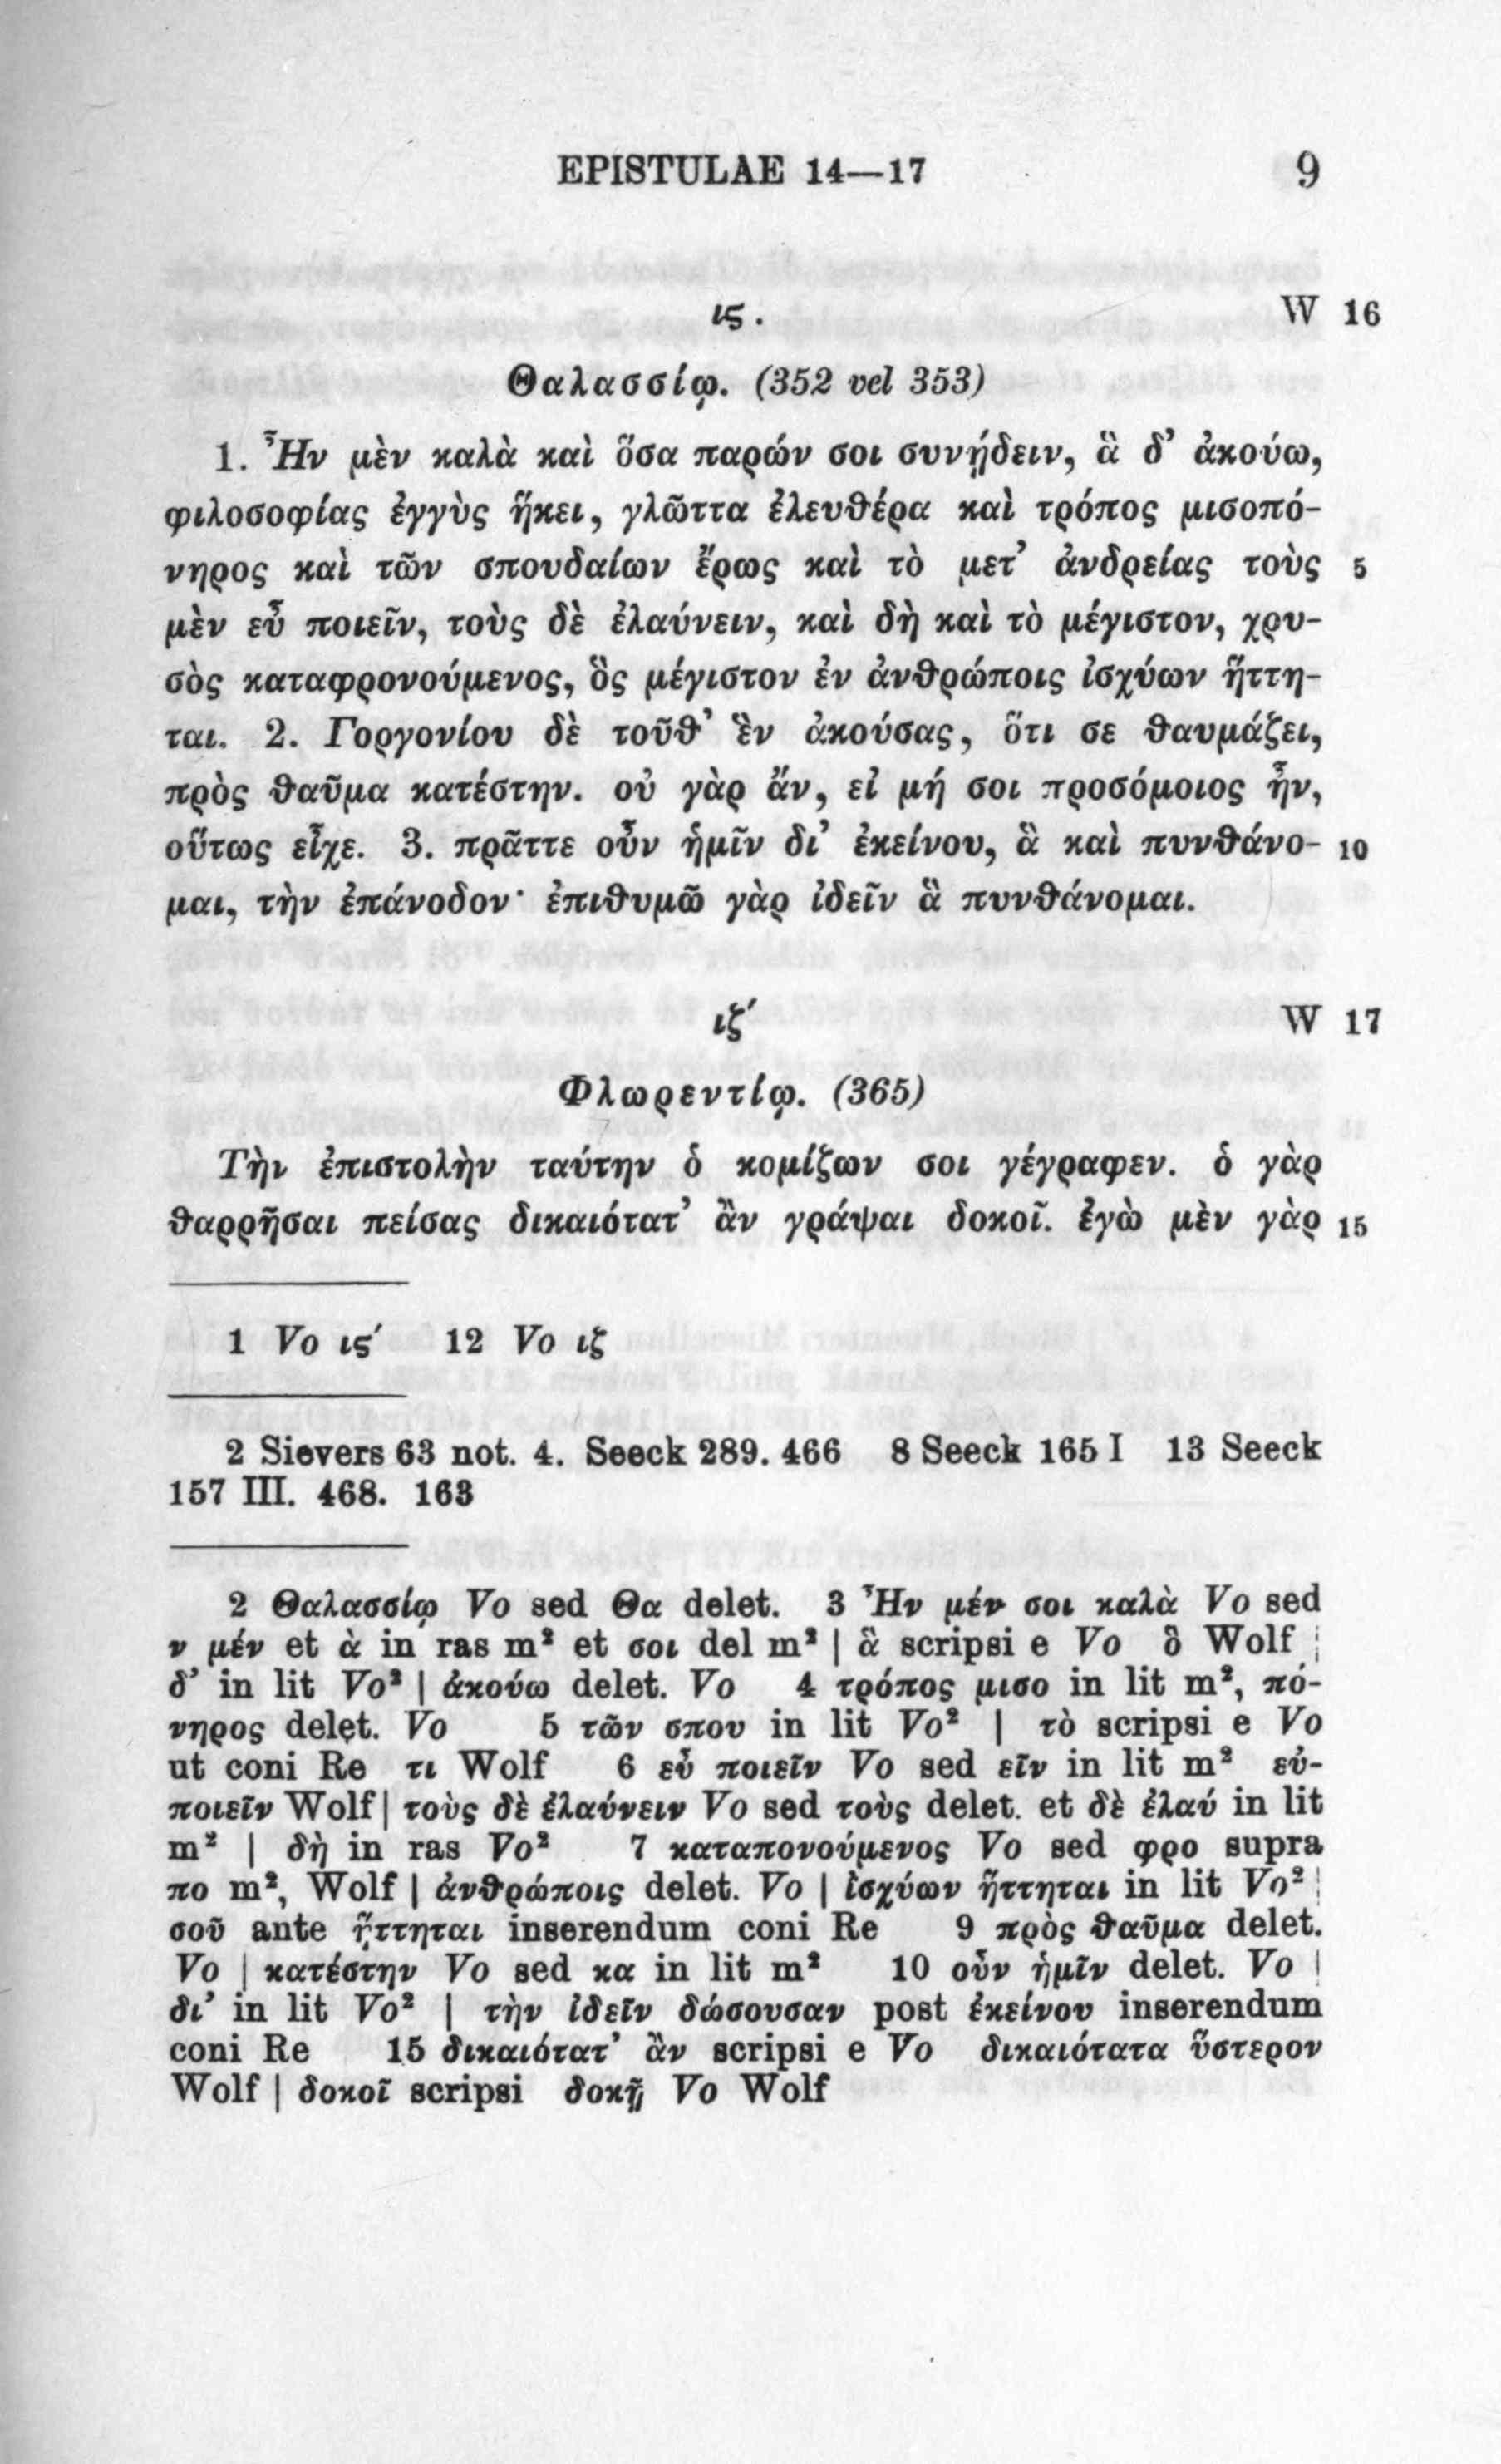 EPISTULAE 14—17 9
ις. W 16
Θαλασσίῳ. (352 vel 353)
1. Ἦν μὲν καλὰ καὶ ὅσα παρών σοι συνῄδειν, ἃ δ’ ἀκούω,
φιλοσοφίας ἐγγὺς ἥκει, γλῶττα ἐλευθέρα καὶ τρόπος μισοπό-
νηρος καὶ τῶν σπουδαίων ἔρως καὶ τὸ μετ’ ἀνδρείας τοὺς 5
μὲν εὖ ποιεῖν, τοὺς δὲ ἐλαύνειν, καὶ δὴ καὶ τὸ μέγιστον, χρυ-
σὸς καταφρονούμενος, ὃς μέγιστον ἐν ἀνθρώποις ἰσχύων ἥττη-
ται. 2. Γοργονίου δὲ τοῦθ’ ἓν ἀκούσας, ὅτι σε θαυμάζει,
πρὸς θαῦμα κατέστην. οὐ γὰρ ἄν, εἰ μή σοι προσόμοιος ἦν,
οὕτως εἶχε. 3. πρᾶττε οὖν ἡμῖν δι’ ἐκείνου, ἃ καὶ πυνθάνο- 10
μαι, τὴν ἐπάνοδον· ἐπιθυμῶ γὰρ ἰδεῖν ἃ πυνθάνομαι.
ιζ′ W 17
Φλωρεντίῳ. (365)
Τὴν ἐπιστολὴν ταύτην ὁ κομίζων σοι γέγραφεν. ὁ γὰρ
θαρρῆσαι πείσας δικαιότατ’ ἂν γράψαι δοκοῖ. ἐγὼ μὲν γὰρ 15
1 Vo ις′ 12 Vo ιζ
2 Sievers 63 not. 4. Seeck 289. 466 8 Seeck 165 I 13 Seeck
157 III. 468. 163
2 Θαλασσίῳ Vo sed Θα delet. 3 Ἦν μέν σοι καλὰ Vo sed
ν μέν et ὰ in ras m² et σοι del m² | ἃ scripsi e Vo ὃ Wolf |
δ’ in lit Vo² | ἀκούω delet. Vo 4 τρόπος μισο in lit m², πό-
νηρος delet. Vo 5 τῶν σπου in lit Vo² | τὸ scripsi e Vo
ut coni Re τι Wolf 6 εὖ ποιεῖν Vo sed εῖν in lit m² εὐ-
ποιεῖν Wolf | τοὺς δὲ ἐλαύνειν Vo sed τοὺς delet. et δὲ ἐλαύ in lit
m² | δὴ in ras Vo² 7 καταπονούμενος Vo sed φρο supra
πο m², Wolf | ἀνθρώποις delet. Vo | ἰσχύων ἥττηται in lit Vo² |
σοῦ ante ἥττηται inserendum coni Re 9 πρὸς θαῦμα delet.
Vo | κατέστην Vo sed κα in lit m² 10 οὖν ἡμῖν delet. Vo |
δι’ in lit Vo² | τὴν ἰδεῖν δώσουσαν post ἐκείνου inserendum
coni Re 15 δικαιότατ’ ἂν scripsi e Vo δικαιότατα ὕστερον
Wolf | δοκοῖ scripsi δοκῇ Vo Wolf